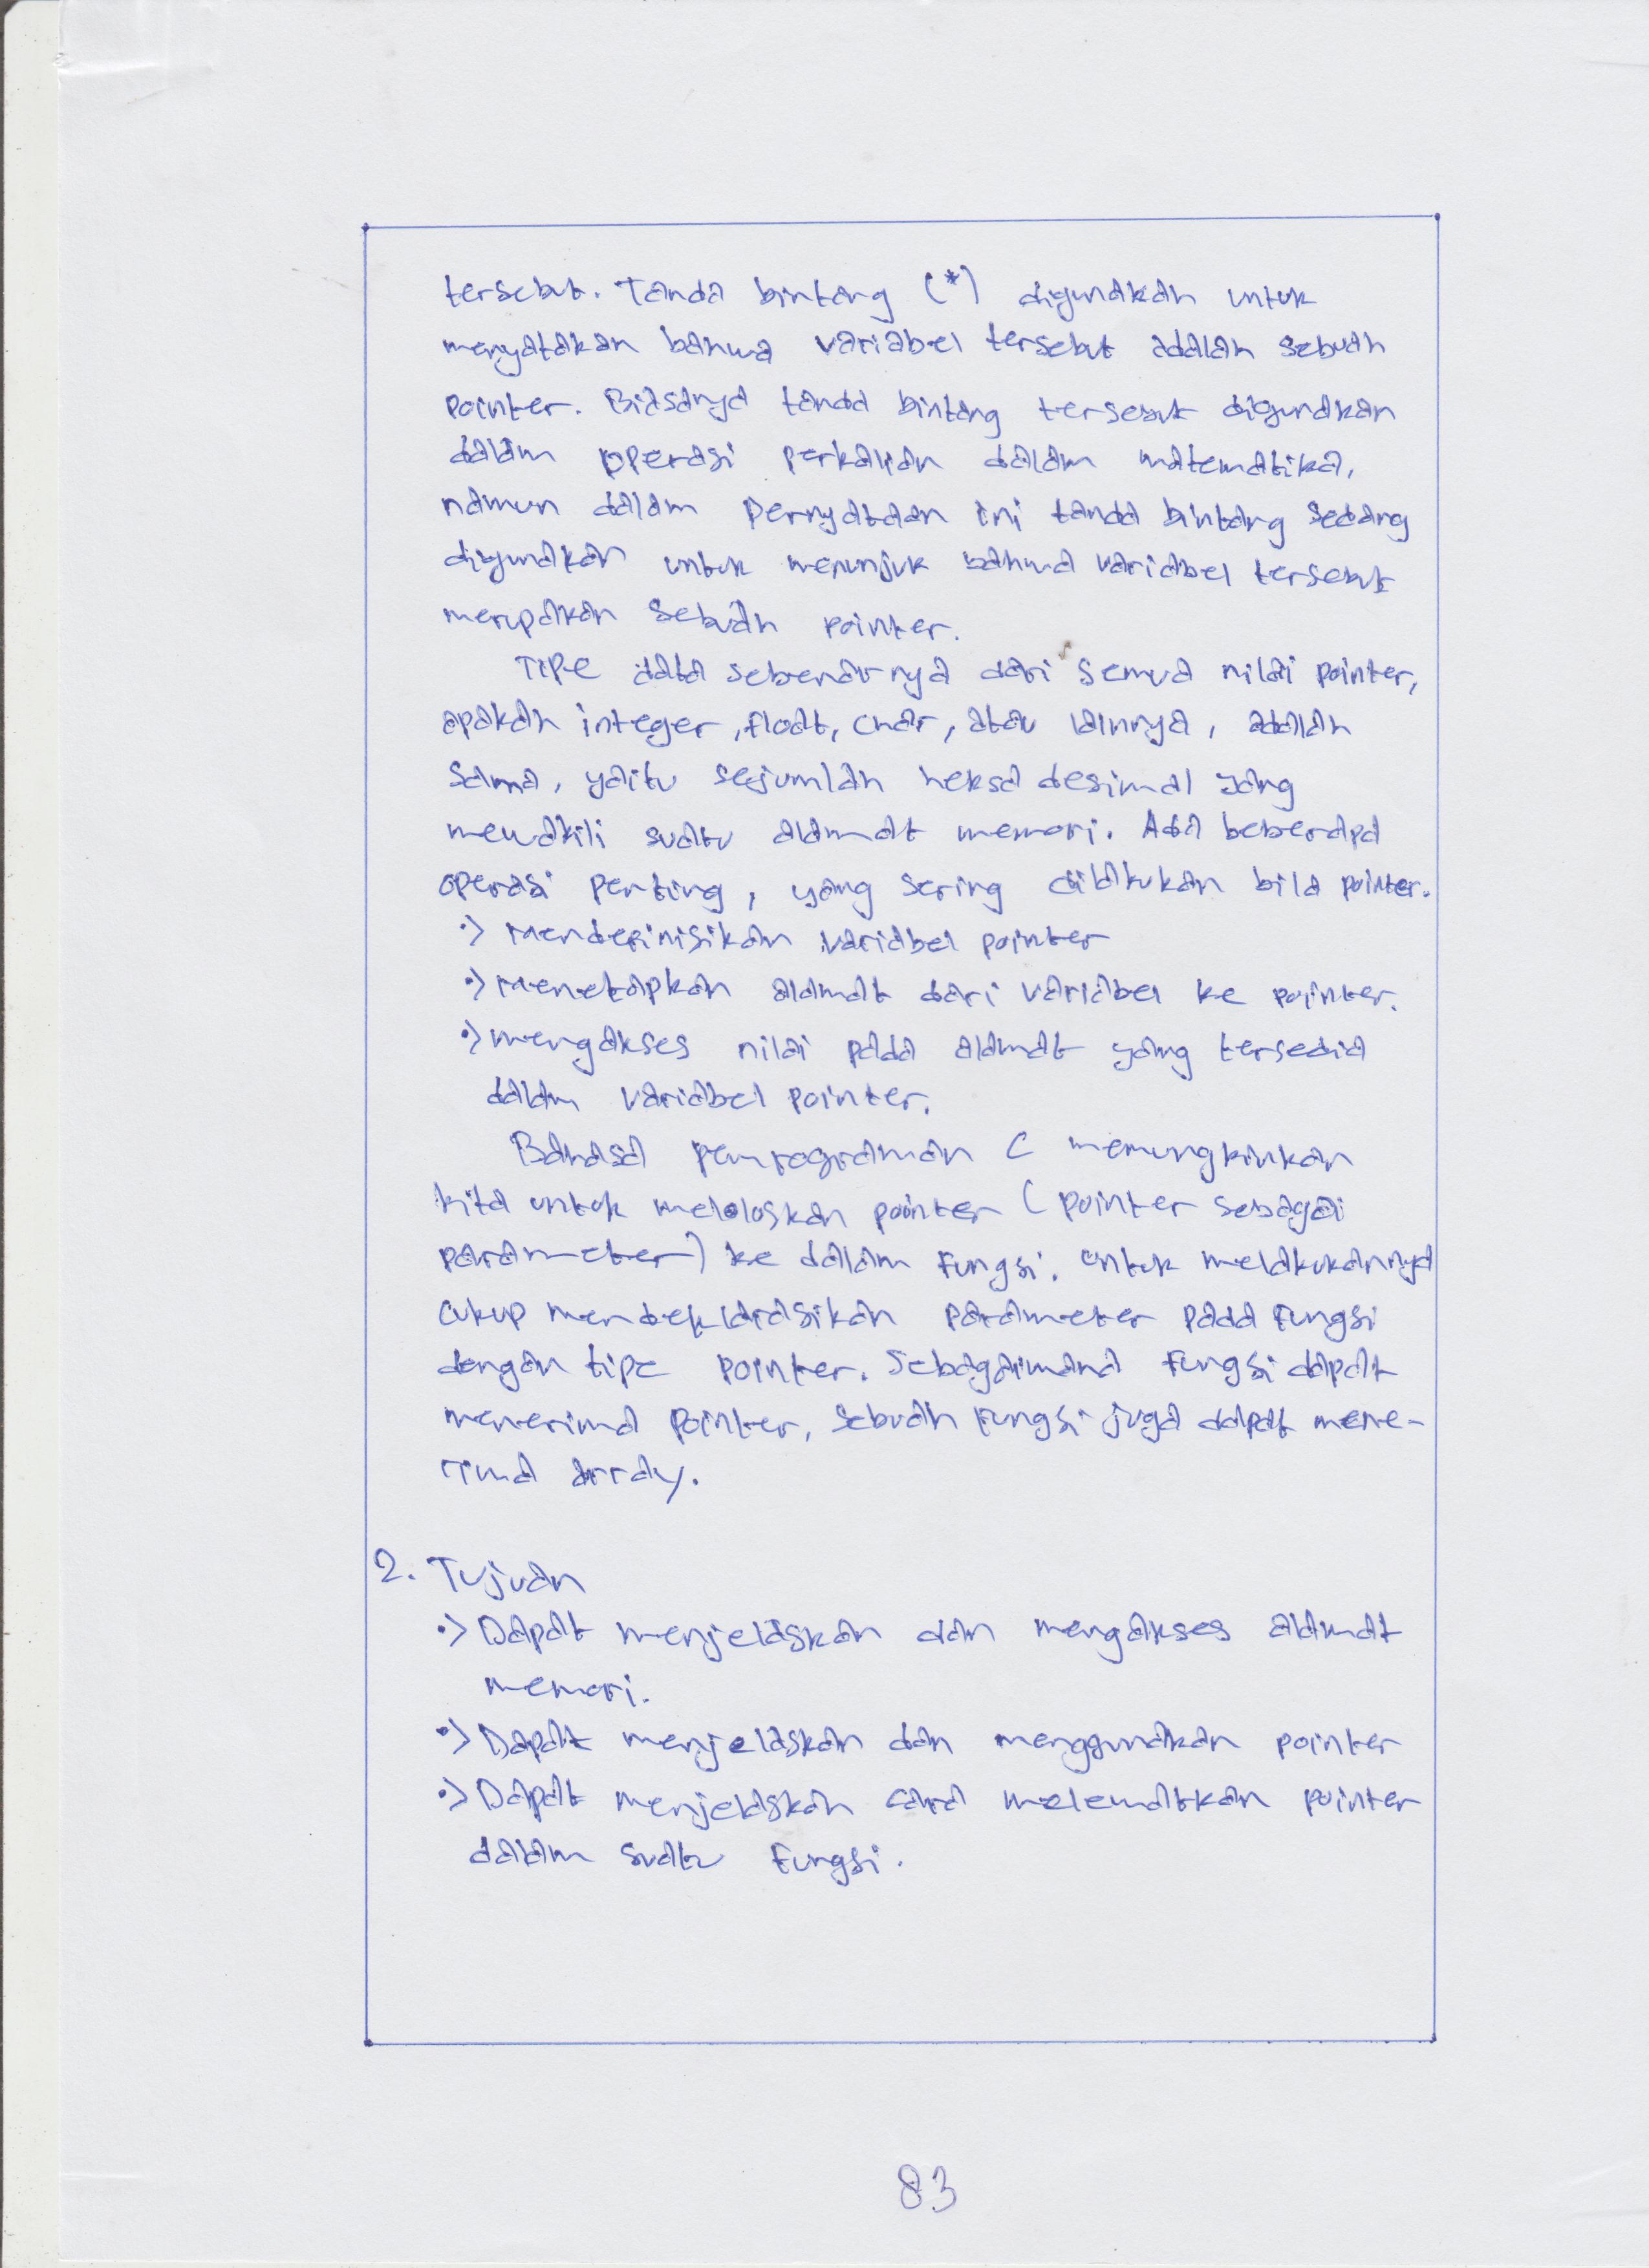 tersebut. Tanda bintang (*) digunakan untuk
menyatakan bahwa variabel tersebut adalah sebuah
pointer. Biasanya tanda bintang tersebut digunakan
dalam operasi perkalian dalam matematika,
namun dalam pernyataan ini tanda bintang sedang
digunakan untuk menunjuk bahwa variabel tersebut
merupakan sebuah pointer.
Tipe data sebenarnya dari semua nilai pointer,
apakah integer, float, char, atau lainnya, adalah
sama, yaitu sejumlah heksa desimal yang
mewakili suatu alamat memori. Ada beberapa
operasi penting, yang sering dilakukan bila pointer.
•> Mendefinisikan variabel pointer
•> Menetapkan alamat dari variabel ke pointer.
•> mengakses nilai pada alamat yang tersedia
dalam variabel pointer.
Bahasa pemrograman C memungkinkan
kita untuk meloloskan pointer (pointer sebagai
parameter) ke dalam fungsi. Untuk melakukannya
cukup mendeklarasikan parameter pada fungsi
dengan tipe pointer. Sebagaimana fungsi dapat
menerima pointer, sebuah fungsi juga dapat mene-
rima array.
2. Tujuan
•> Dapat menjelaskan dan mengakses alamat
memori.
•> Dapat menjelaskan dan menggunakan pointer
•> Dapat menjelaskan cara melewatkan pointer
dalam suatu fungsi.
83